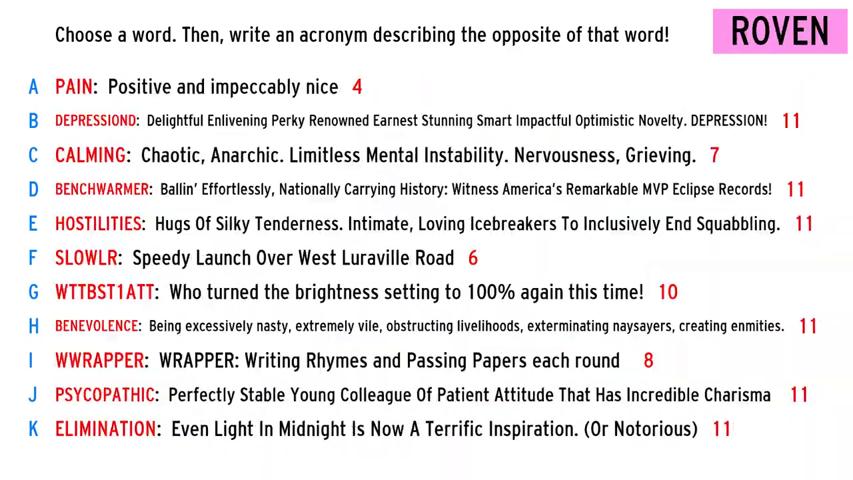 Choose a word. Then, write an acronym describing the opposite of that word!
ROVEN
A PAIN: Positive and impeccably nice 4
B DEPRESSIOND: Delightful Enlivening Perky Renowned Earnest Stunning Smart Impactful Optimistic Novelty. DEPRESSION! 11
C CALMING: Chaotic, Anarchic. Limitless Mental Instability. Nervousness, Grieving. 7
D BENCHWARMER: Ballin' Effortlessly, Nationally Carrying History: Witness America's Remarkable MVP Eclipse Records! 11
E HOSTILITIES: Hugs Of Silky Tenderness. Intimate, Loving Icebreakers To Inclusively End Squabbling. 11
F SLOWLR: Speedy Launch Over West Luraville Road 6
G WTTBST1ATT: Who turned the brightness setting to 100% again this time! 10
H BENEVOLENCE: Being excessively nasty, extremely vile, obstructing livelihoods, exterminating naysayers, creating enmities. 11
I WWRAPPER: WRAPPER: Writing Rhymes and Passing Papers each round 8
J PSYCOPATHIC: Perfectly Stable Young Colleague Of Patient Attitude That Has Incredible Charisma 11
K ELIMINATION: Even Light In Midnight Is Now A Terrific Inspiration. (Or Notorious) 11